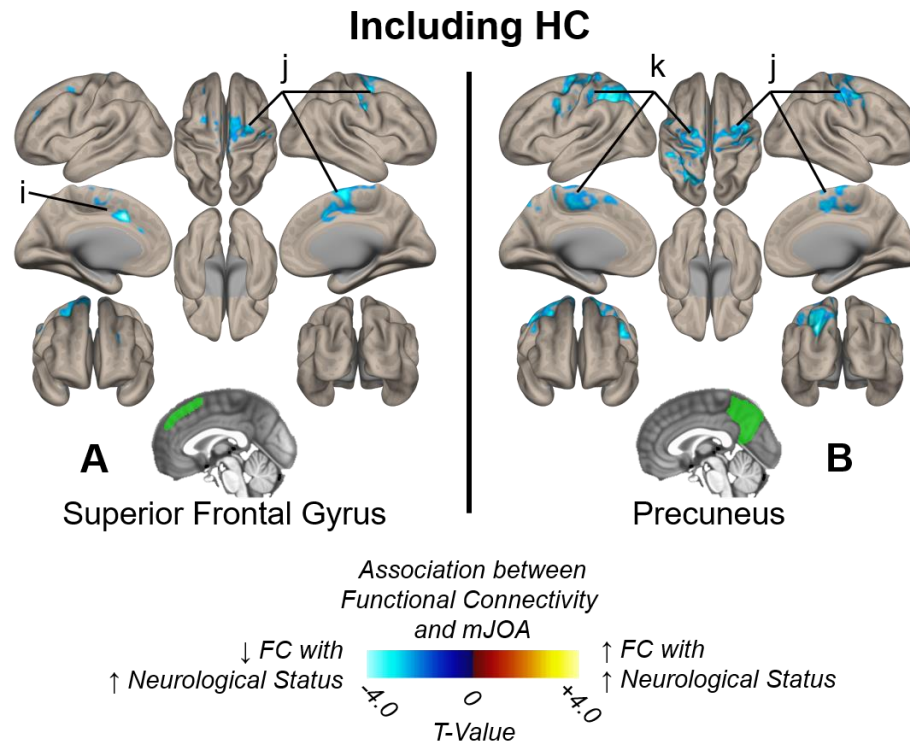 Including HC
j
k
j
i
A
B
Superior Frontal Gyrus
Precuneus
Association between
Functional Connectivity
and mJOA
↓ FC with
↑ Neurological Status
↑ FC with
↑ Neurological Status
-4.0
0
+4.0
T-Value